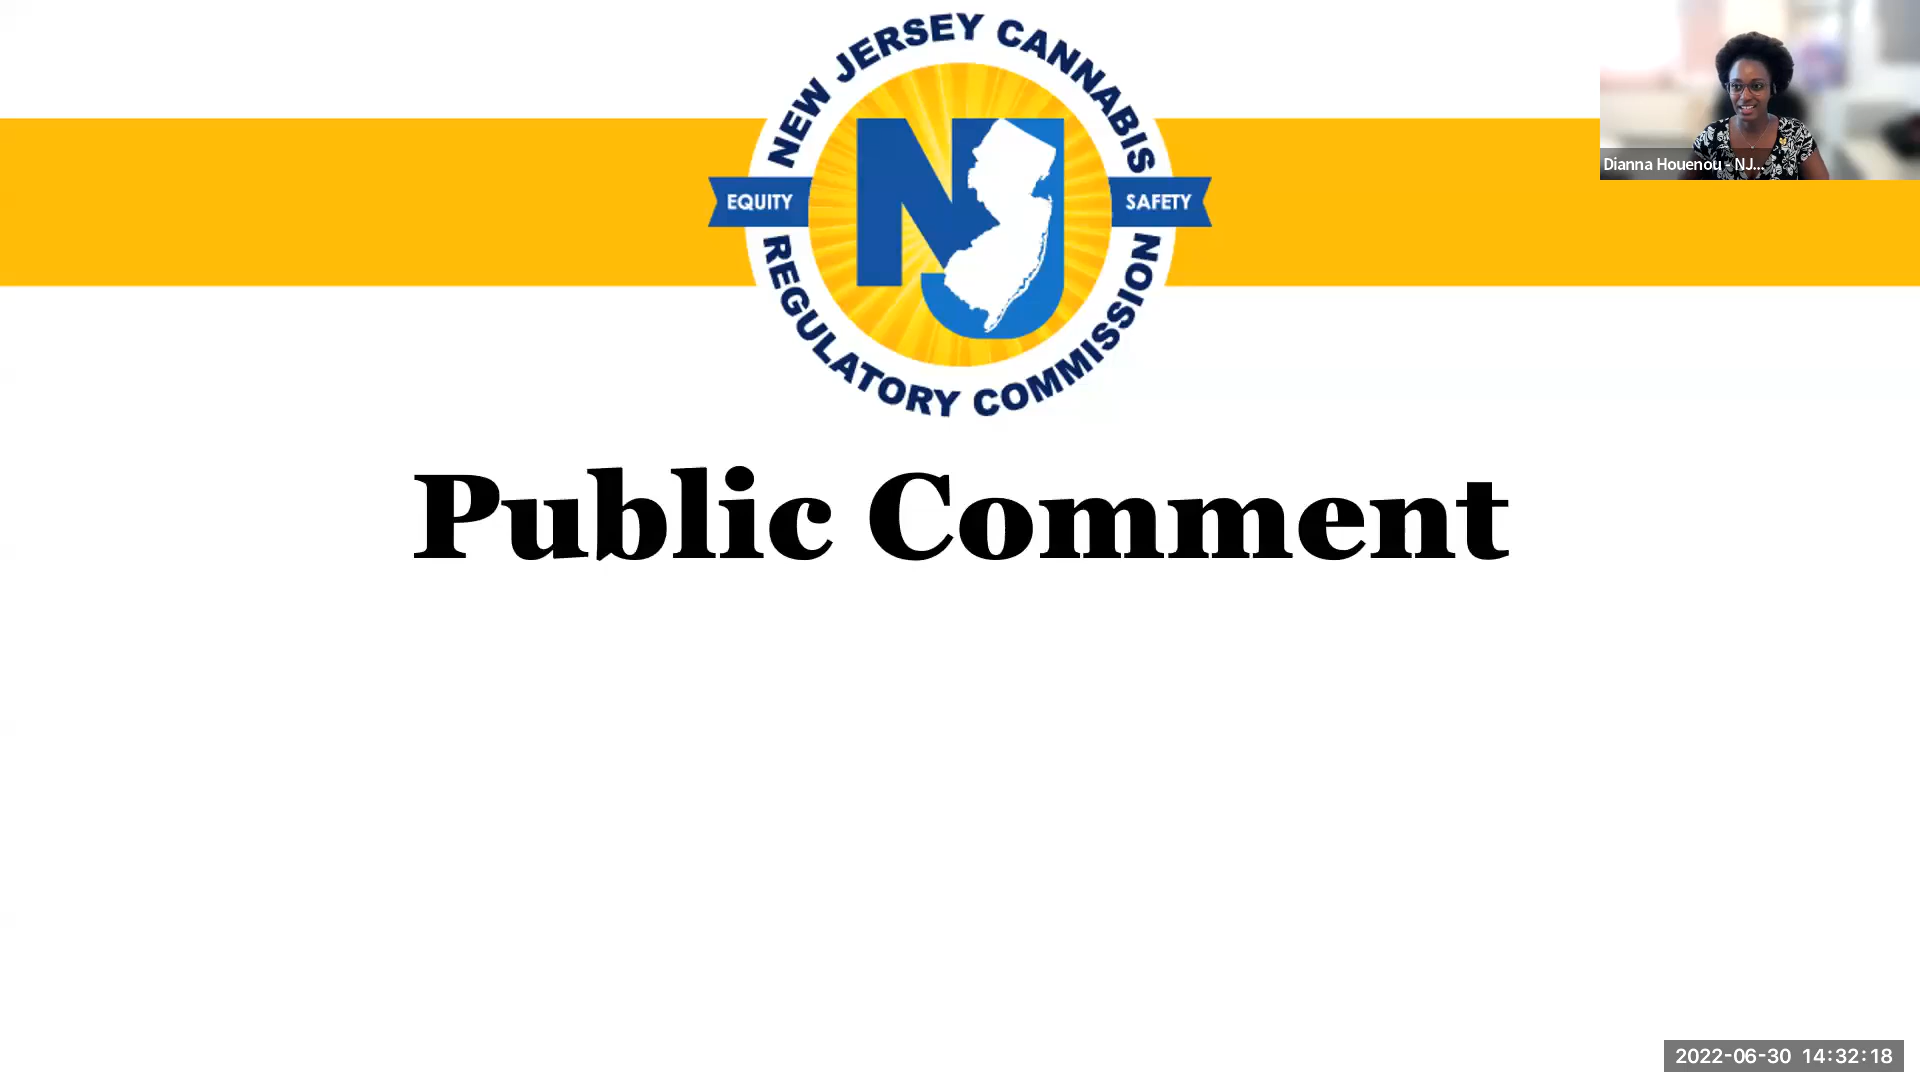 NEW JERSEY CANNABIS
EQUITY
SAFETY
REGULATORY COMMISSION
Dianna Houenou - NJ...
Public Comment
2022-06-30 14:32:18